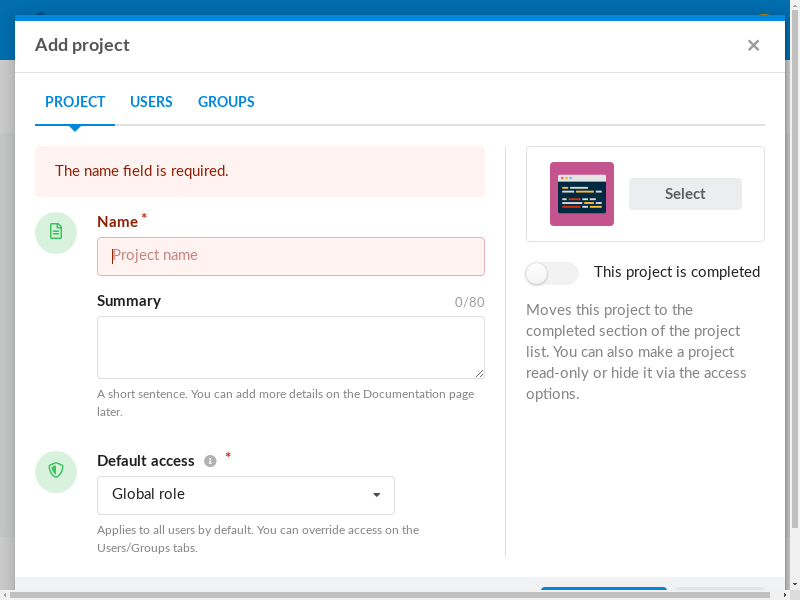 Add project
PROJECT USERS GROUPS
The name field is required.
Name *
Project name
Summary 0/80
A short sentence. You can add more details on the Documentation page
later.
Default access *
Global role
Applies to all users by default. You can override access on the
Users/Groups tabs.
Select
This project is completed
Moves this project to the
completed section of the project
list. You can also make a project
read-only or hide it via the access
options.